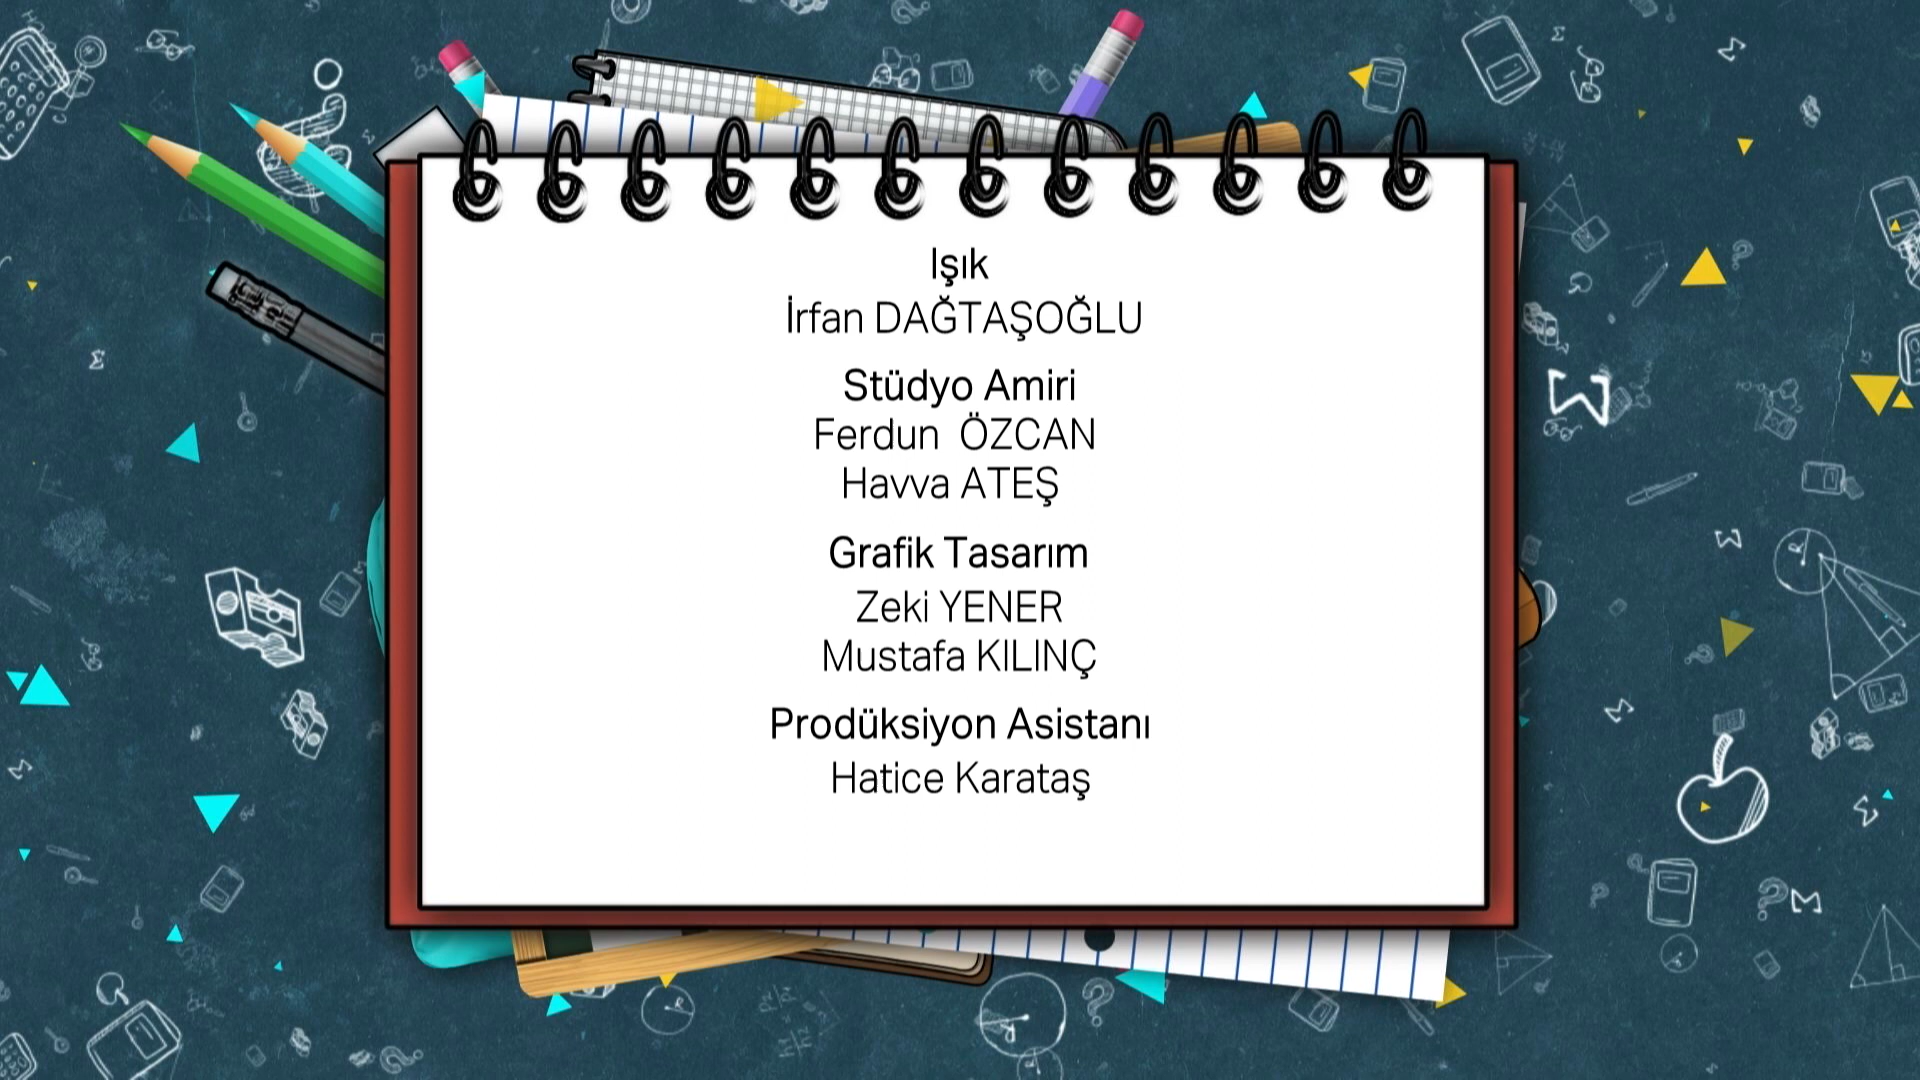 Işık
İrfan DAĞTAŞOĞLU
Stüdyo Amiri
Ferdun ÖZCAN
Havva ATEŞ
Grafik Tasarım
Zeki YENER
Mustafa KILINÇ
Prodüksiyon Asistanı
Hatice Karataş